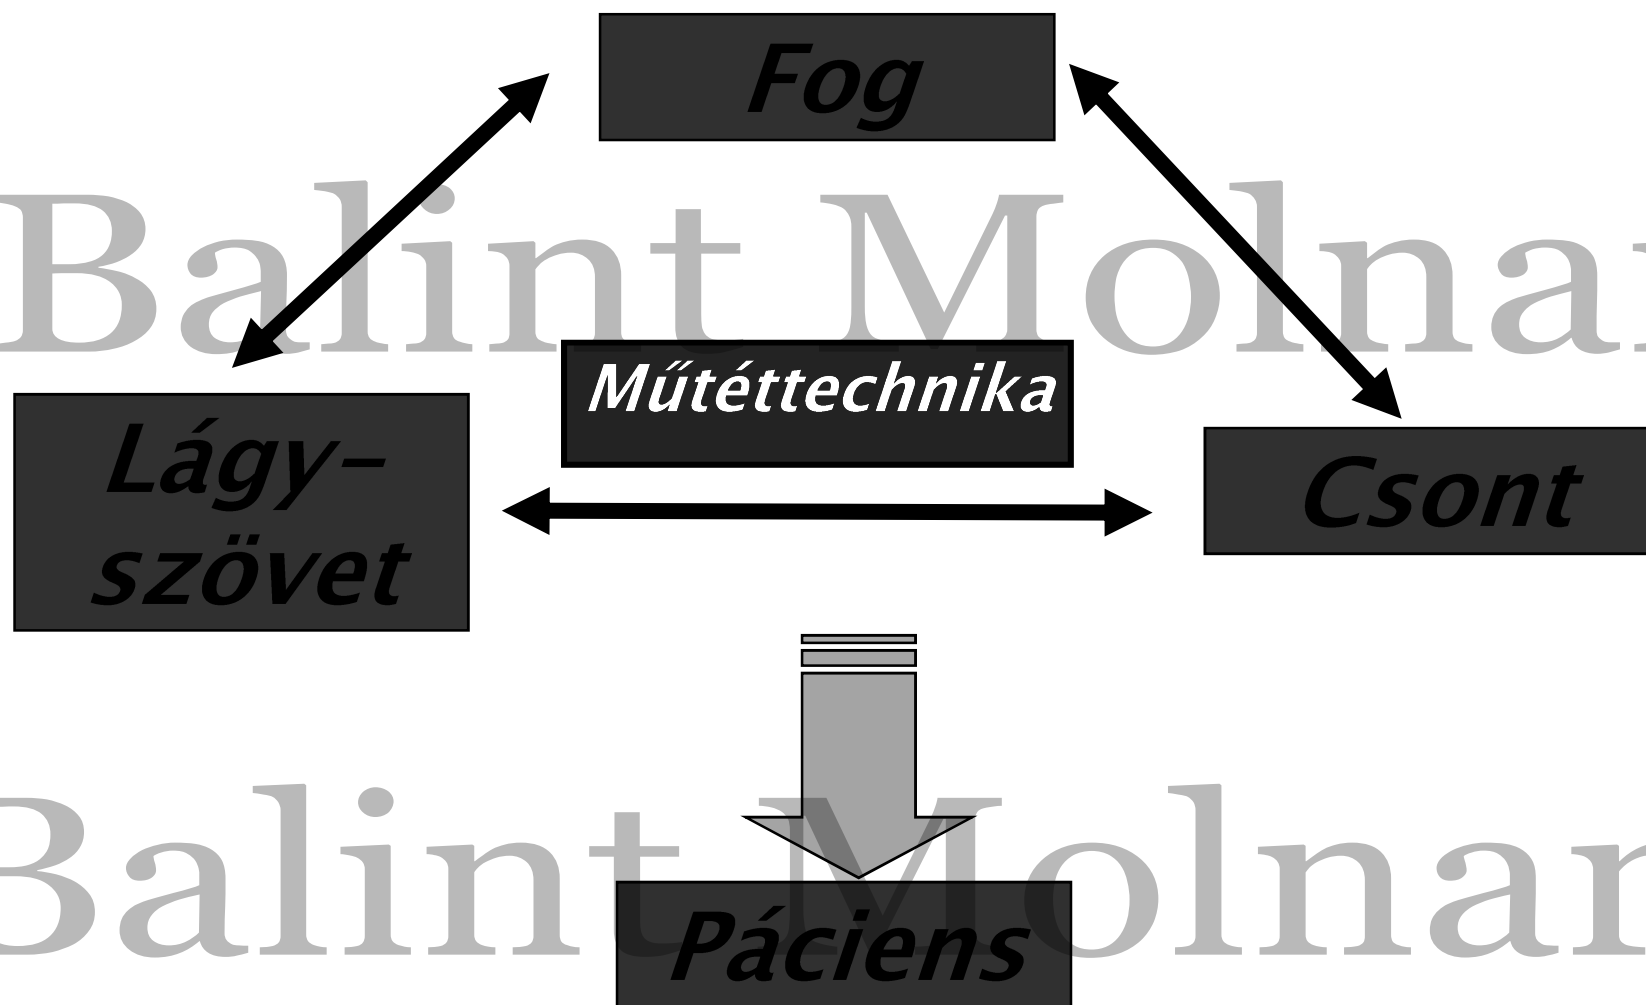 Fog
Balint Molnar
Műtéttechnika
Lágy-
szövet
Csont
Balint Molnar
Páciens